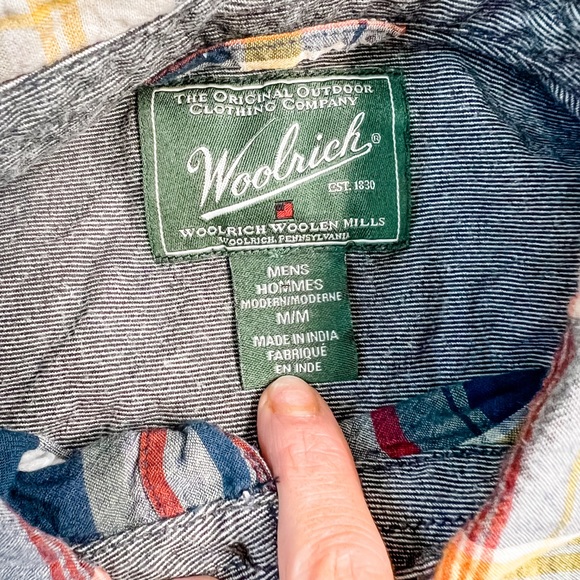 THE ORIGINAL OUTDOOR
CLOTHING COMPANY
Woolrich®
EST. 1830
WOOLRICH WOOLEN MILLS
WOOLRICH, PENNSYLVANIA
MENS
HOMMES
MODERN/MODERNE
M/M
MADE IN INDIA
FABRIQUÉ
EN INDE